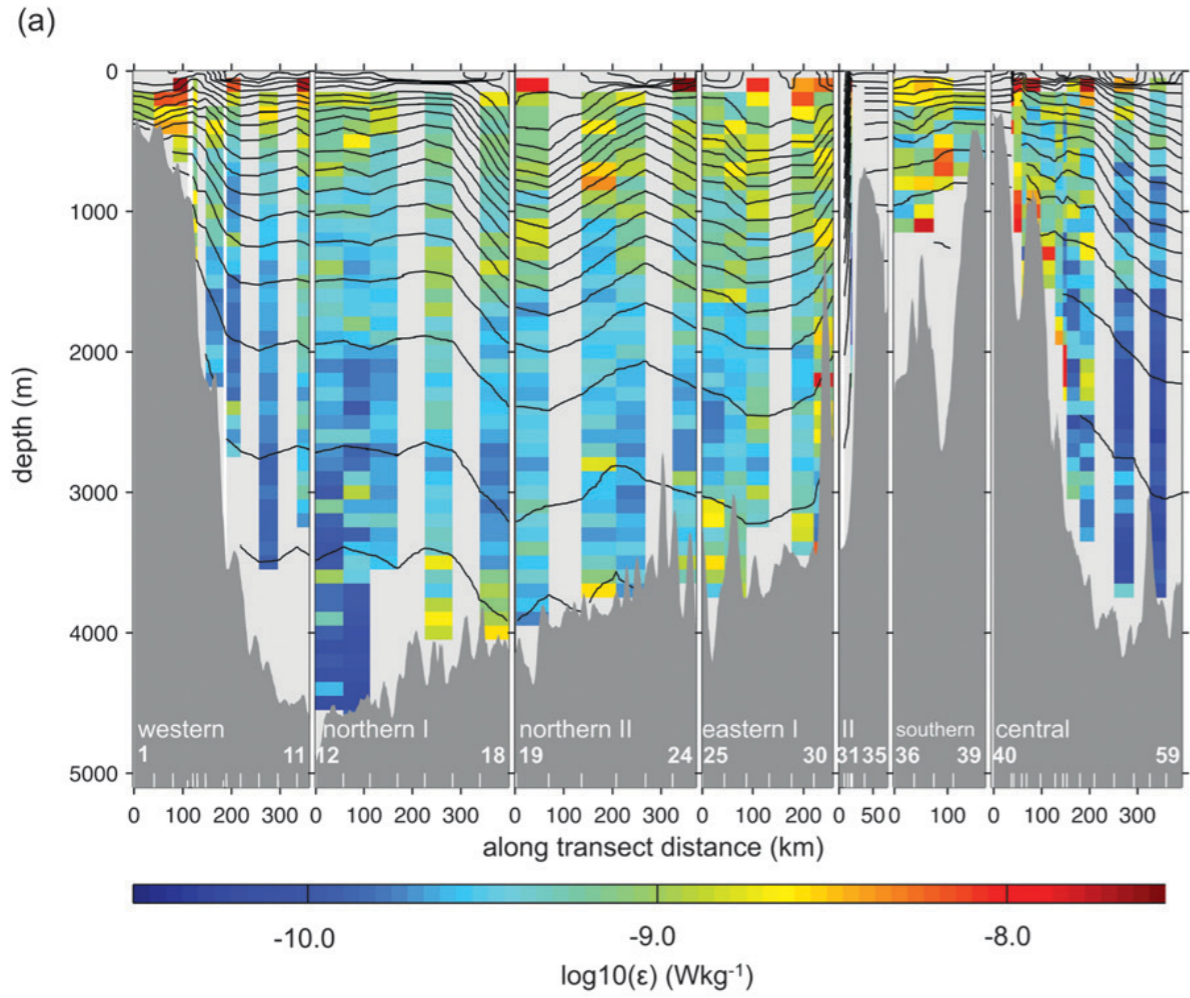 (a)
0
1000
2000
3000
4000
5000
depth (m)
western
northern I
northern II
eastern I
II
southern
central
1 11 12 18 19 24 25 30 31 35 36 39 40 59
0 100 200 300 0 100 200 300 0 100 200 300 0 100 200 0 50 0 100 0 100 200 300
along transect distance (km)
-10.0 -9.0 -8.0
log10(ε) (Wkg⁻¹)